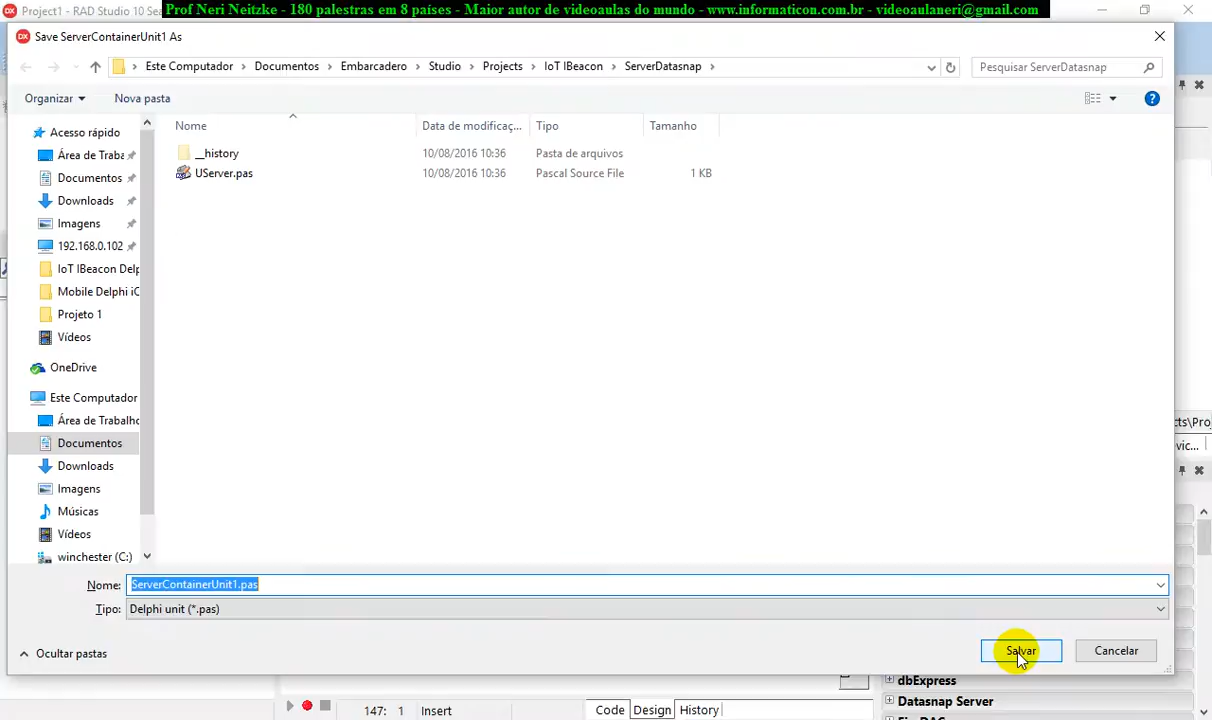 Project1 - RAD Studio 10 Sea
Prof Neri Neitzke - 180 palestras em 8 países - Maior autor de videoaulas do mundo - www.informaticon.com.br - videoaulaneri@gmail.com
Save ServerContainerUnit1 As
Este Computador > Documentos > Embarcadero > Studio > Projects > IoT IBeacon > ServerDatasnap >
Pesquisar ServerDatasnap
Organizar
Nova pasta
Nome
Data de modificaç...
Tipo
Tamanho
__history
10/08/2016 10:36
Pasta de arquivos
UServer.pas
10/08/2016 10:36
Pascal Source File
1 KB
Acesso rápido
Área de Traba
Documentos
Downloads
Imagens
192.168.0.102
IoT IBeacon Delp
Mobile Delphi iC
Projeto 1
Vídeos
OneDrive
Este Computador
Área de Trabalho
Documentos
Downloads
Imagens
Músicas
Vídeos
winchester (C:)
cts\Pro
vic...
Nome:
ServerContainerUnit1.pas
Tipo:
Delphi unit (*.pas)
Ocultar pastas
Salvar
Cancelar
dbExpress
Datasnap Server
147: 1
Insert
Code
Design
History